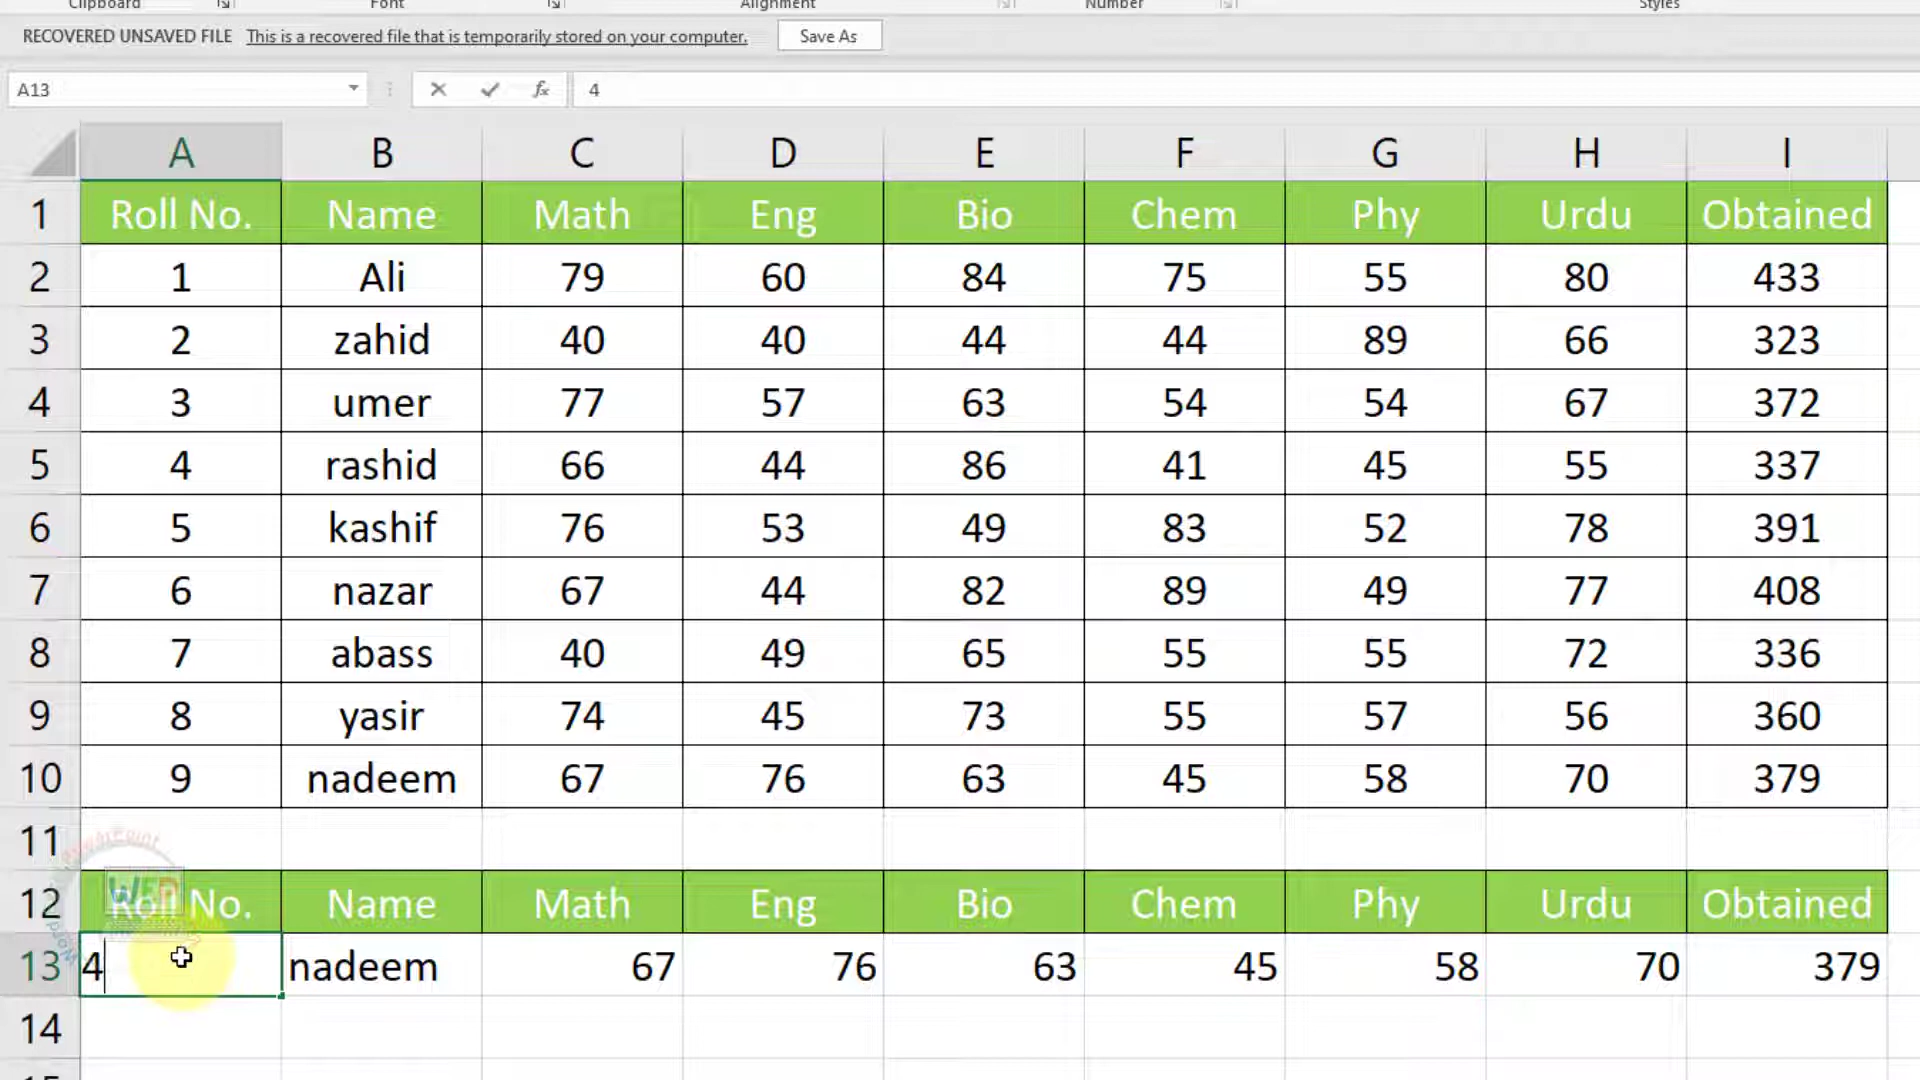 Clipboard Font Alignment Number Styles
RECOVERED UNSAVED FILE This is a recovered file that is temporarily stored on your computer. Save As
A13 fx 4
A B C D E F G H I
1 Roll No. Name Math Eng Bio Chem Phy Urdu Obtained
2 1 Ali 79 60 84 75 55 80 433
3 2 zahid 40 40 44 44 89 66 323
4 3 umer 77 57 63 54 54 67 372
5 4 rashid 66 44 86 41 45 55 337
6 5 kashif 76 53 49 83 52 78 391
7 6 nazar 67 44 82 89 49 77 408
8 7 abass 40 49 65 55 55 72 336
9 8 yasir 74 45 73 55 57 56 360
10 9 nadeem 67 76 63 45 58 70 379
11
12 Roll No. Name Math Eng Bio Chem Phy Urdu Obtained
13 4 nadeem 67 76 63 45 58 70 379
14
15